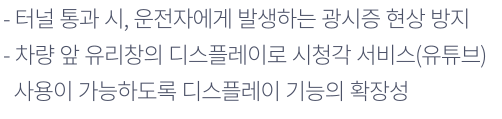 - 터널 통과 시, 운전자에게 발생하는 광시증 현상 방지
- 차량 앞 유리창의 디스플레이로 시청각 서비스(유튜브)
사용이 가능하도록 디스플레이 기능의 확장성